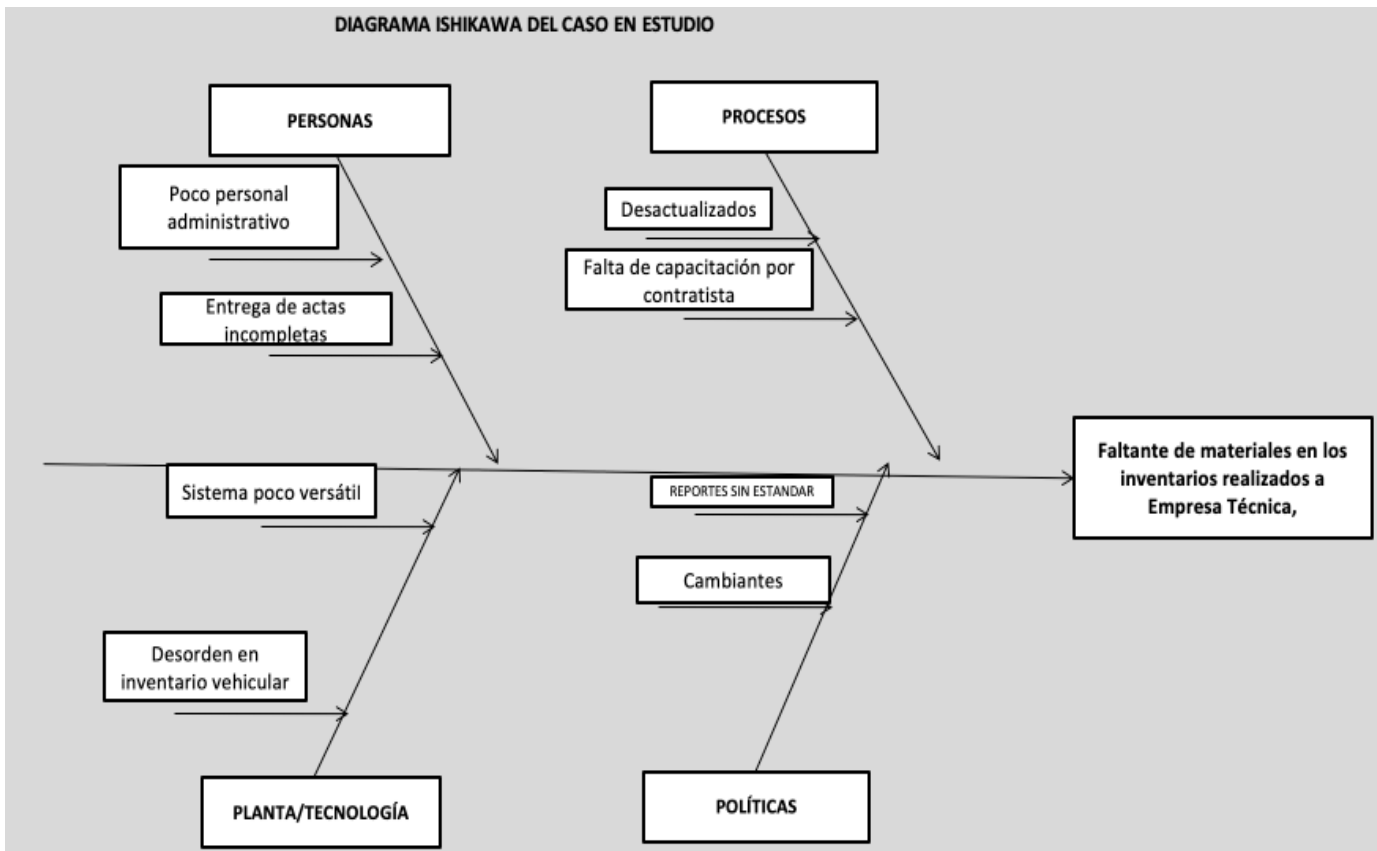 DIAGRAMA ISHIKAWA DEL CASO EN ESTUDIO
PERSONAS
PROCESOS
Poco personal
administrativo
Desactualizados
Falta de capacitación por
contratista
Entrega de actas
incompletas
Faltante de materiales en los
inventarios realizados a
Empresa Técnica,
Sistema poco versátil
REPORTES SIN ESTANDAR
Cambiantes
Desorden en
inventario vehicular
PLANTA/TECNOLOGÍA
POLÍTICAS